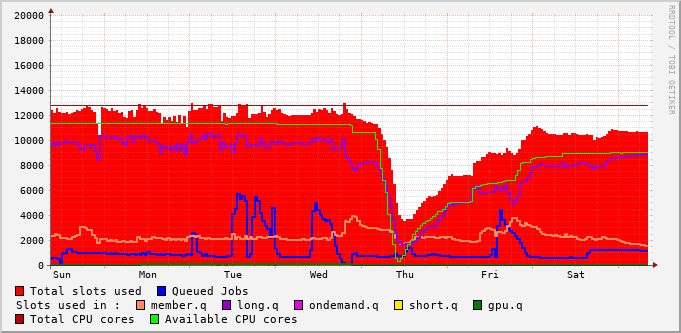 RRDTOOL / TOBI OETIKER
20000
18000
16000
14000
12000
10000
8000
6000
4000
2000
0
Sun Mon Tue Wed Thu Fri Sat
Total slots used Queued Jobs
Slots used in : member.q long.q ondemand.q short.q gpu.q
Total CPU cores Available CPU cores